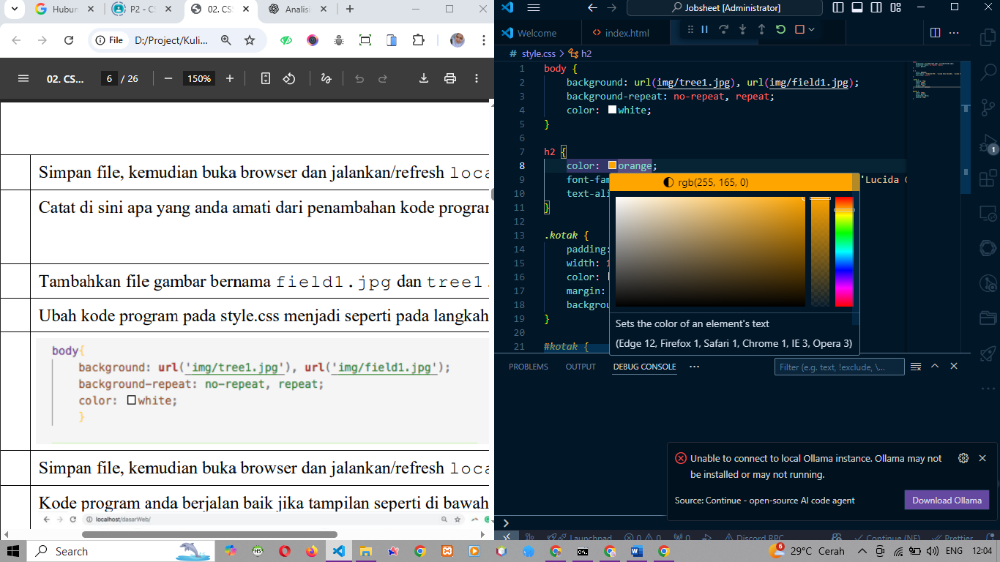 Hubun
P2 - CS
02. CS
Analisi
File
D:/Project/Kuli...
02. CS...
6 / 26
150%
Simpan file, kemudian buka browser dan jalankan/refresh loca
Catat di sini apa yang anda amati dari penambahan kode progran
Tambahkan file gambar bernama field1.jpg dan tree1.
Ubah kode program pada style.css menjadi seperti pada langkah
body{
background: url('img/tree1.jpg'), url('img/field1.jpg');
background-repeat: no-repeat, repeat;
color: white;
}
Simpan file, kemudian buka browser dan jalankan/refresh loca
Kode program anda berjalan baik jika tampilan seperti di bawah
localhost/dasarWeb/
Jobsheet [Administrator]
Welcome
index.html
# style.css > h2
1 body {
2 background: url(img/tree1.jpg), url(img/field1.jpg);
3 background-repeat: no-repeat, repeat;
4 color: white;
5 }
6
7 h2 {
8 color: orange;
9 font-fam 'Lucida
10 text-ali
11 }
12
13 .kotak {
14 padding:
15 width: 1
16 color:
17 margin:
18 backgrou
19 }
20
21 #kotak {
rgb(255, 165, 0)
Sets the color of an element's text
(Edge 12, Firefox 1, Safari 1, Chrome 1, IE 3, Opera 3)
PROBLEMS
OUTPUT
DEBUG CONSOLE
Filter (e.g. text, !exclude, \...
Unable to connect to local Ollama instance. Ollama may not
be installed or may not running.
Source: Continue - open-source AI code agent
Download Ollama
Launchpad
0
0
0
Discord RPC
Continue (NE)
Prettier
Search
29°C Cerah
ENG
12:04